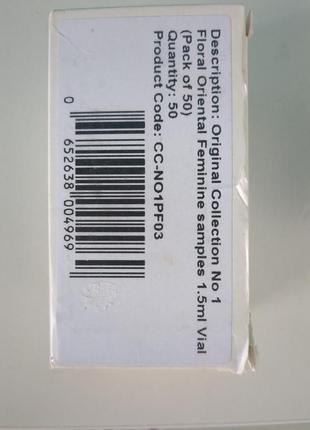 Description: Original Collection No 1
Floral Oriental Feminine samples 1.5ml Vial
(Pack of 50)
Quantity: 50
Product Code: CC-NO1PF03
0 652638 004969